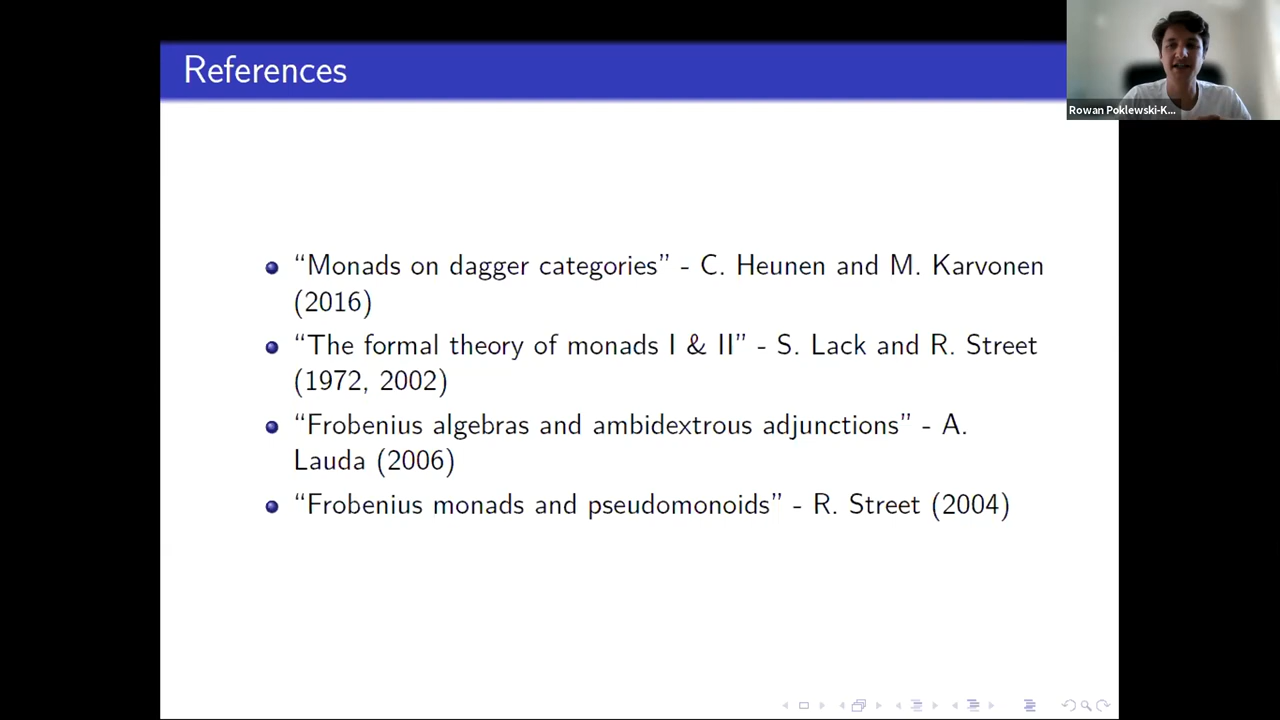 References
Rowan Poklewski-K...
“Monads on dagger categories” - C. Heunen and M. Karvonen
(2016)
“The formal theory of monads I & II” - S. Lack and R. Street
(1972, 2002)
“Frobenius algebras and ambidextrous adjunctions” - A.
Lauda (2006)
“Frobenius monads and pseudomonoids” - R. Street (2004)